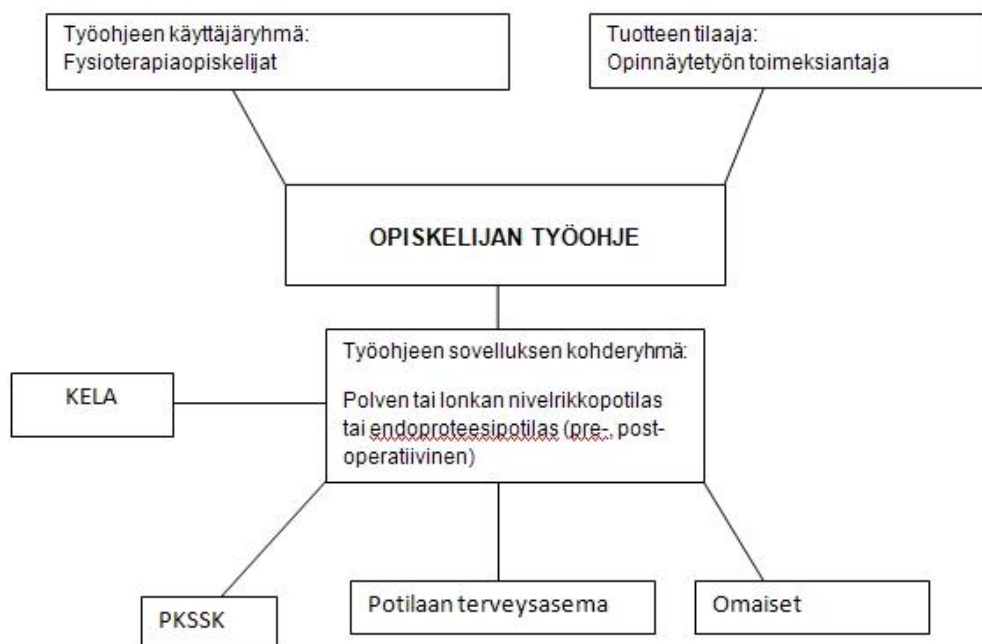 Työohjeen käyttäjäryhmä:
Fysioterapiaopiskelijat
Tuotteen tilaaja:
Opinnäytetyön toimeksiantaja
OPISKELIJAN TYÖOHJE
Työohjeen sovelluksen kohderyhmä:
Polven tai lonkan nivelrikkopotilas
tai endoproteesipotilas (pre-, post-
operatiivinen)
KELA
PKSSK
Potilaan terveysasema
Omaiset